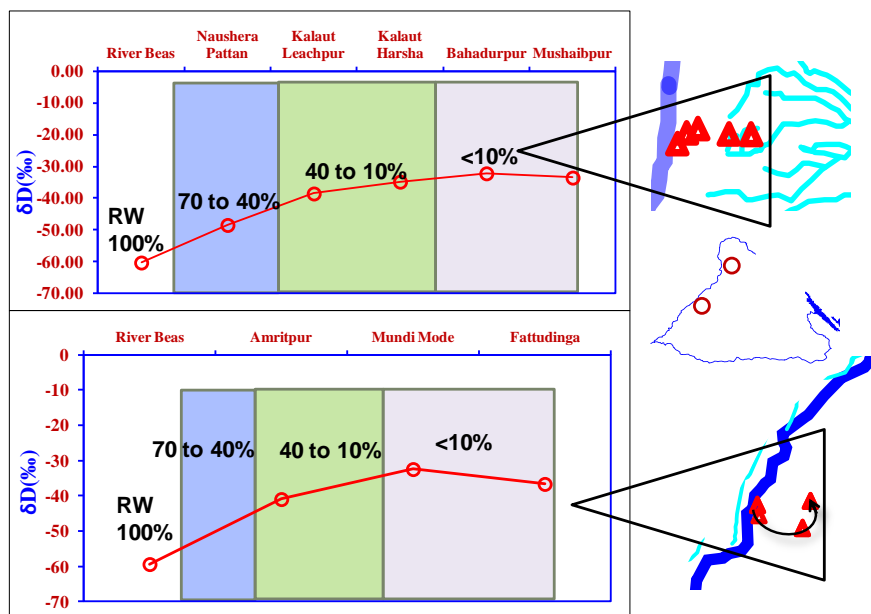 River Beas
Naushera Pattan
Kalaut Leachpur
Kalaut Harsha
Bahadurpur
Mushaibpur
0.00
-10.00
-20.00
-30.00
-40.00
-50.00
-60.00
-70.00
δD(‰)
RW 100%
70 to 40%
40 to 10%
<10%
River Beas
Amritpur
Mundi Mode
Fattudinga
0
-10
-20
-30
-40
-50
-60
-70
δD(‰)
RW 100%
70 to 40%
40 to 10%
<10%